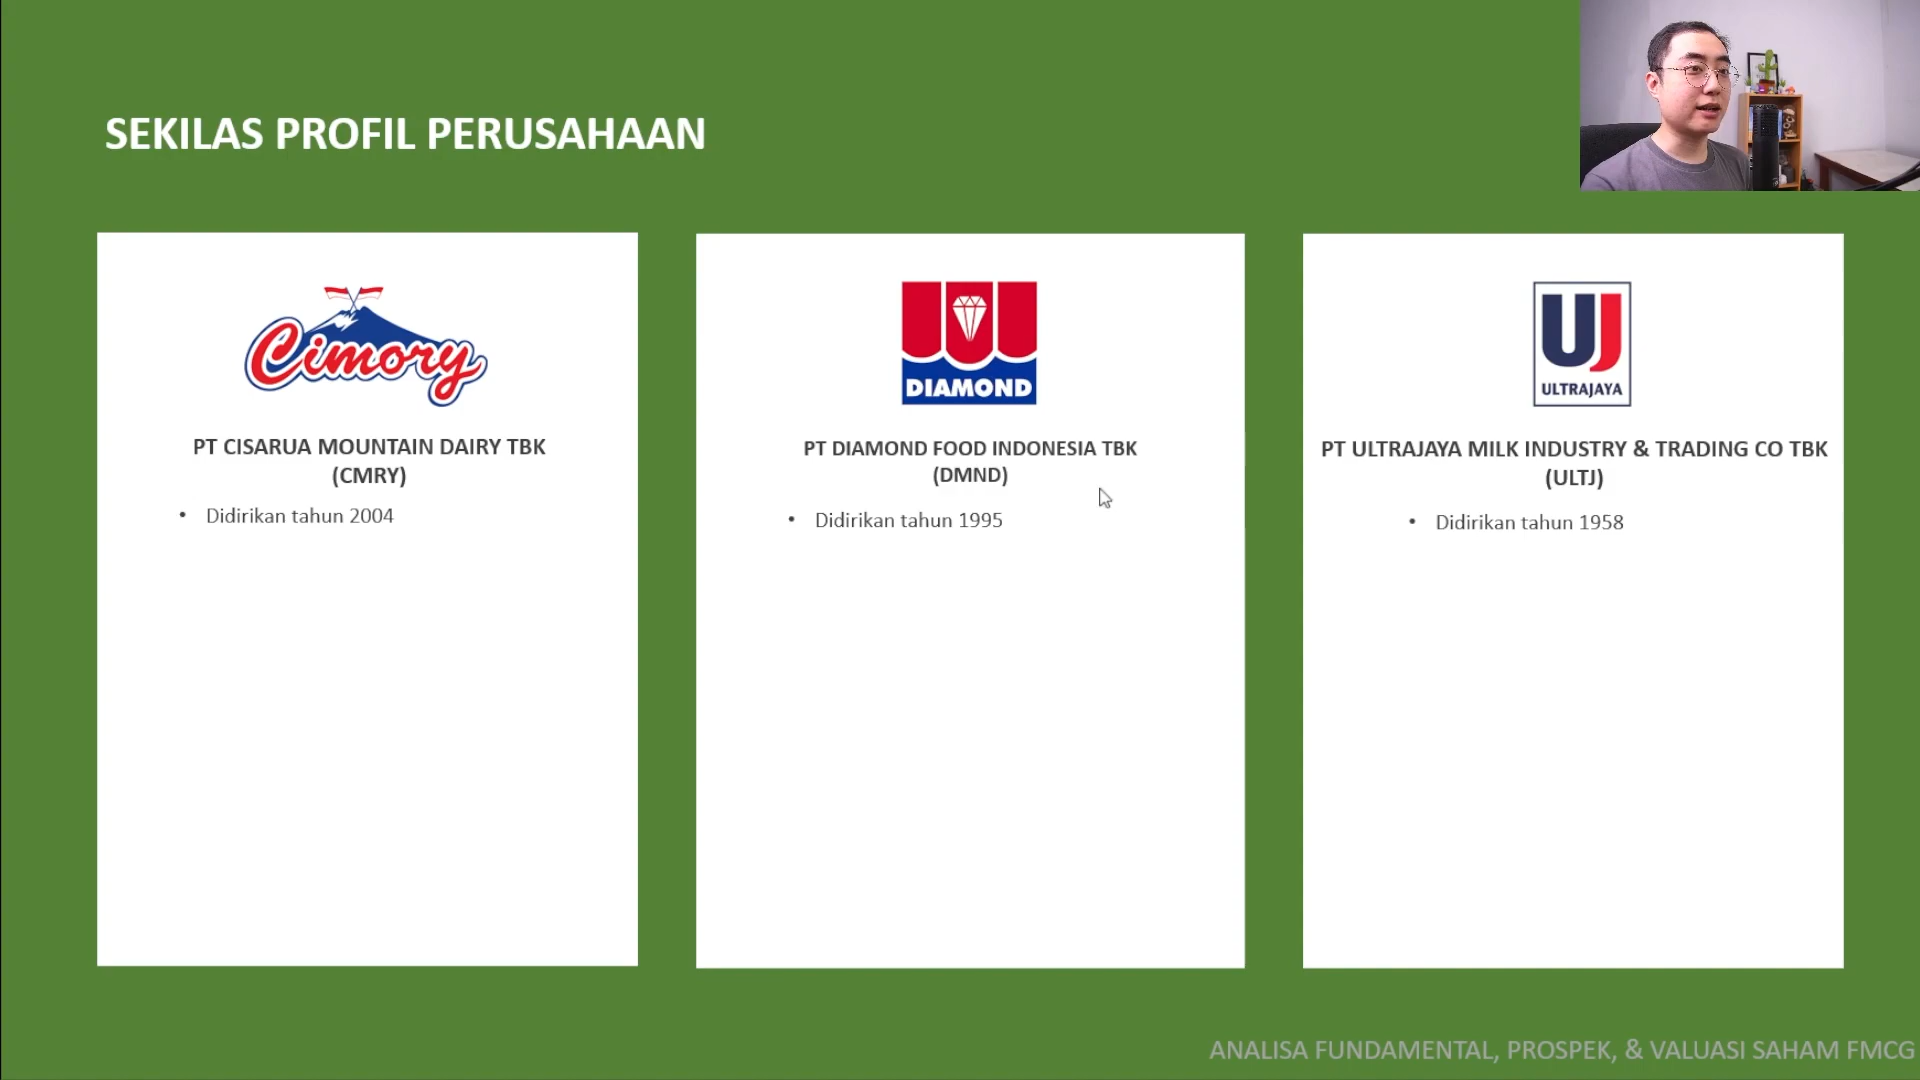 SEKILAS PROFIL PERUSAHAAN
Cimory
PT CISARUA MOUNTAIN DAIRY TBK
(CMRY)
• Didirikan tahun 2004
DIAMOND
PT DIAMOND FOOD INDONESIA TBK
(DMND)
• Didirikan tahun 1995
UJ
ULTRAJAYA
PT ULTRAJAYA MILK INDUSTRY & TRADING CO TBK
(ULTJ)
• Didirikan tahun 1958
ANALISA FUNDAMENTAL, PROSPEK, & VALUASI SAHAM FMCG